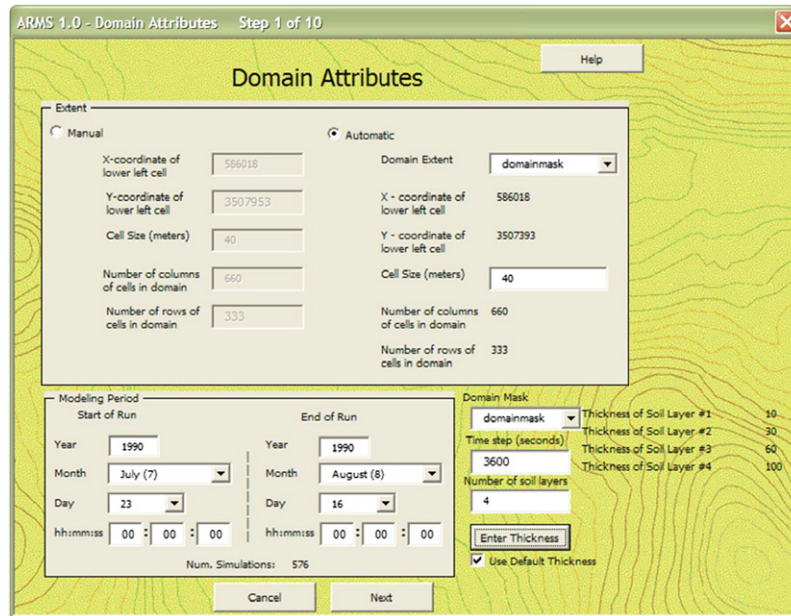 ARMS 1.0 - Domain Attributes Step 1 of 10
Help
Domain Attributes
Extent
Manual
X-coordinate of
lower left cell
586018
Y-coordinate of
lower left cell
3507953
Cell Size (meters)
40
Number of columns
of cells in domain
660
Number of rows of
cells in domain
333
Automatic
Domain Extent
domainmask
X - coordinate of
lower left cell
586018
Y - coordinate of
lower left cell
3507393
Cell Size (meters)
40
Number of columns
of cells in domain
660
Number of rows of
cells in domain
333
Modeling Period
Start of Run
Year
1990
Month
July (7)
Day
23
hh:mm:ss
00 : 00 : 00
End of Run
Year
1990
Month
August (8)
Day
16
hh:mm:ss
00 : 00 : 00
Num. Simulations: 576
Domain Mask
domainmask
Time step (seconds)
3600
Number of soil layers
4
Enter Thickness
Use Default Thickness
Thickness of Soil Layer #1 10
Thickness of Soil Layer #2 30
Thickness of Soil Layer #3 60
Thickness of Soil Layer #4 100
Cancel
Next